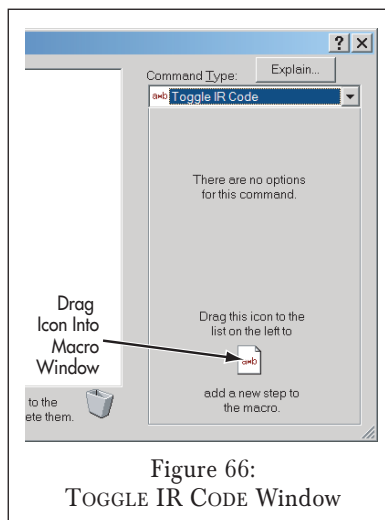 ? ×
Command Type: Explain...
a↔b Toggle IR Code
There are no options
for this command.
Drag
Icon Into
Macro
Window
Drag this icon to the
list on the left to
a↔b
add a new step to
the macro.
to the
ete them.
Figure 66:
TOGGLE IR CODE Window